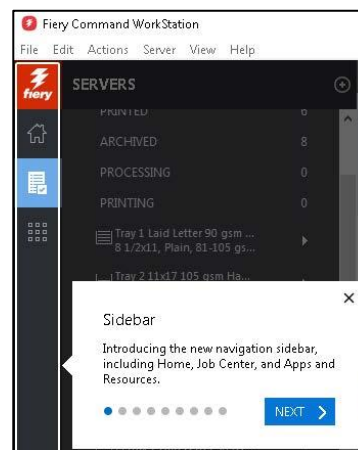 Fiery Command WorkStation
File Edit Actions Server View Help
fiery
SERVERS
PRINTED 6
ARCHIVED 8
PROCESSING 0
PRINTING 0
Tray 1 Laid Letter 90 gsm ...
8 1/2x11, Plain, 81-105 gs...
Tray 2 11x17 105 gsm Ha...
Sidebar
Introducing the new navigation sidebar,
including Home, Job Center, and Apps and
Resources.
NEXT